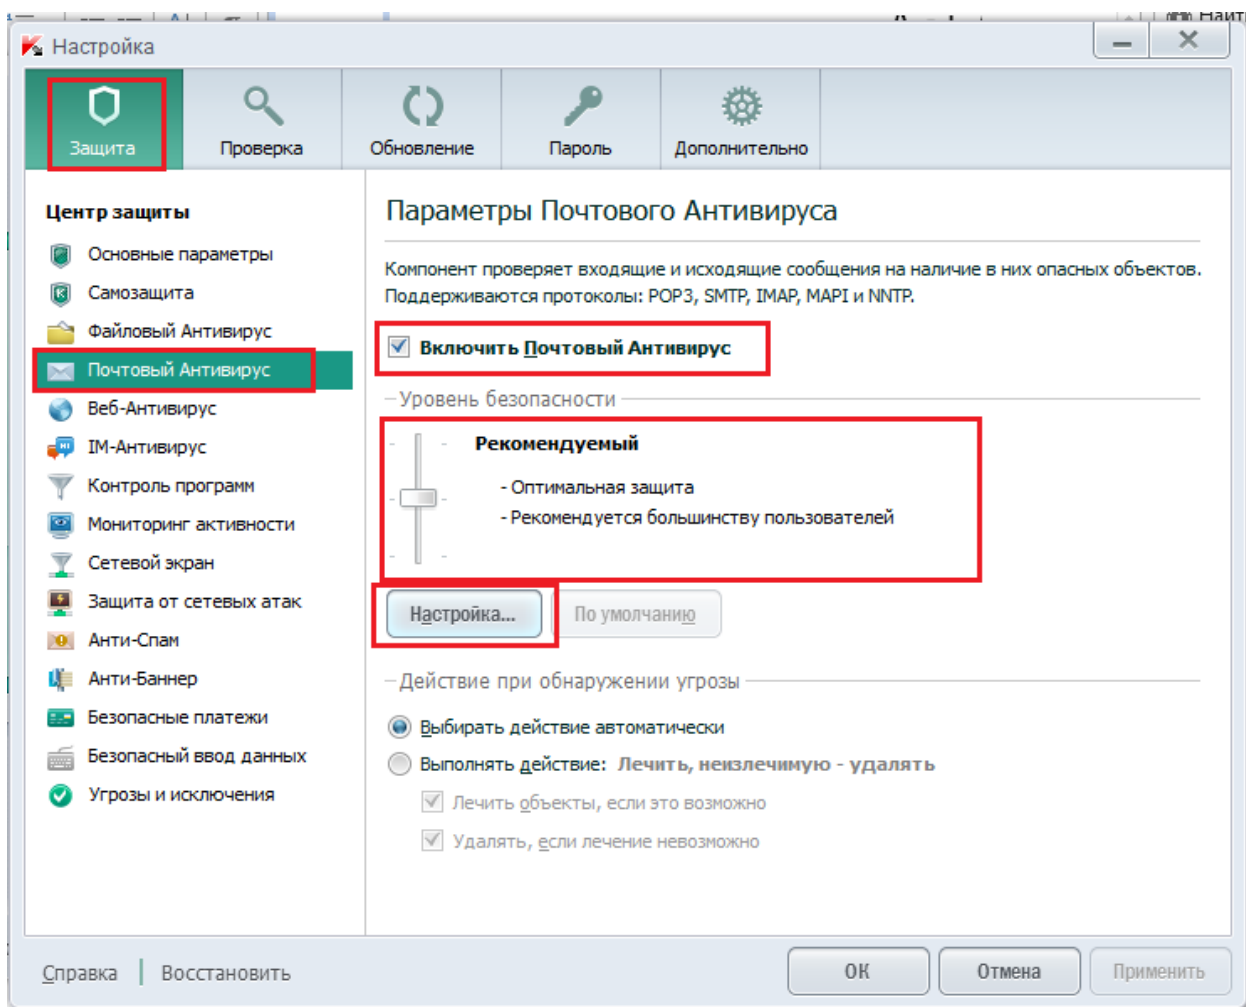 Найт
Настройка
Защита
Проверка
Обновление
Пароль
Дополнительно
Центр защиты
Основные параметры
Самозащита
Файловый Антивирус
Почтовый Антивирус
Веб-Антивирус
IM-Антивирус
Контроль программ
Мониторинг активности
Сетевой экран
Защита от сетевых атак
Анти-Спам
Анти-Баннер
Безопасные платежи
Безопасный ввод данных
Угрозы и исключения
Параметры Почтового Антивируса
Компонент проверяет входящие и исходящие сообщения на наличие в них опасных объектов.
Поддерживаются протоколы: POP3, SMTP, IMAP, MAPI и NNTP.
Включить Почтовый Антивирус
Уровень безопасности
Рекомендуемый
- Оптимальная защита
- Рекомендуется большинству пользователей
Настройка...
По умолчанию
Действие при обнаружении угрозы
Выбирать действие автоматически
Выполнять действие: Лечить, неизлечимую - удалять
Лечить объекты, если это возможно
Удалять, если лечение невозможно
Справка
Восстановить
ОК
Отмена
Применить